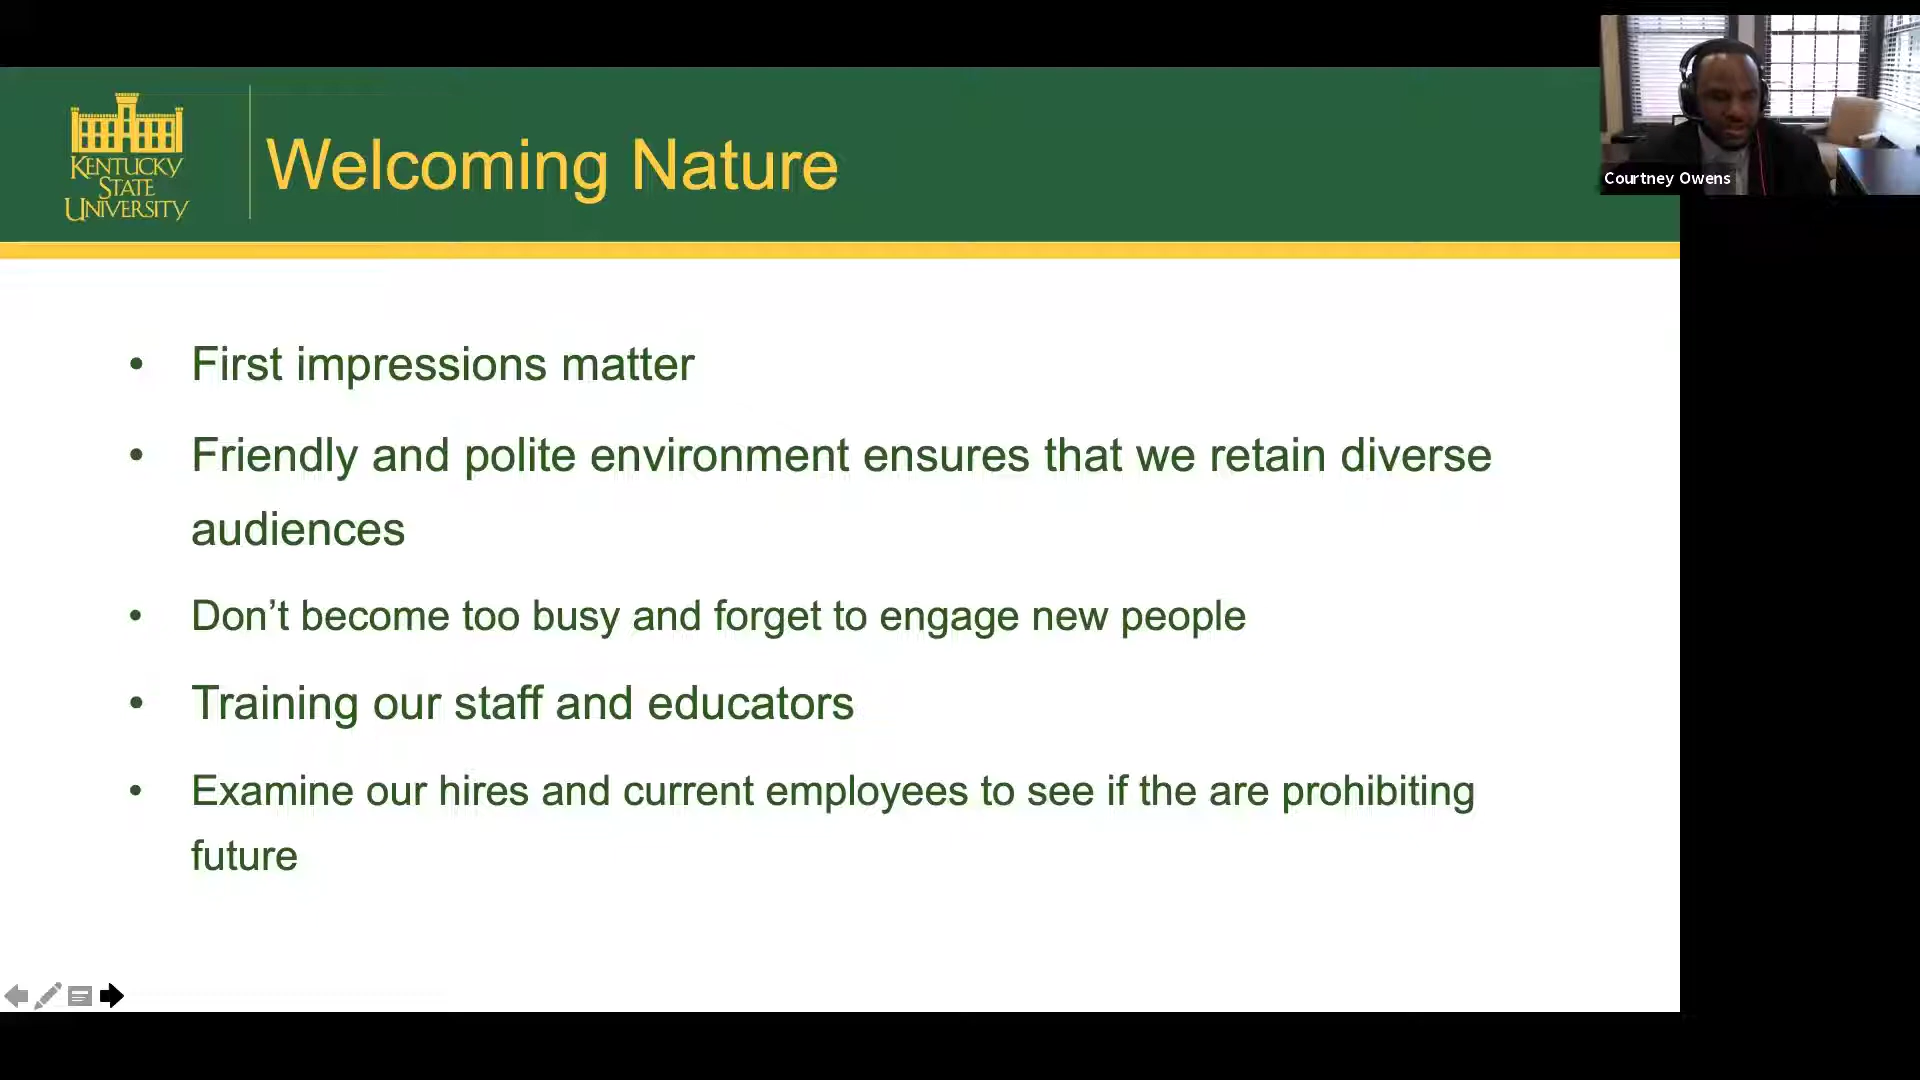 KENTUCKY
STATE
UNIVERSITY
Welcoming Nature
Courtney Owens
• First impressions matter
• Friendly and polite environment ensures that we retain diverse
audiences
• Don’t become too busy and forget to engage new people
• Training our staff and educators
• Examine our hires and current employees to see if the are prohibiting
future